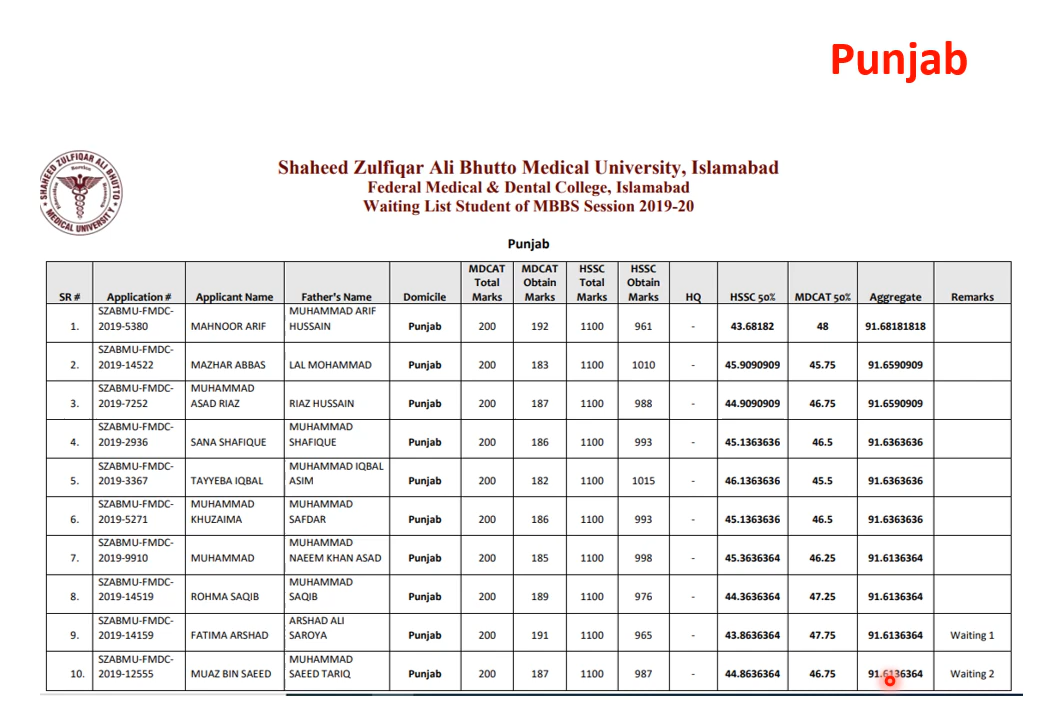 Punjab
SHAHEED ZULFIQAR ALI BHUTTO MEDICAL UNIVERSITY
Shaheed Zulfiqar Ali Bhutto Medical University, Islamabad
Federal Medical & Dental College, Islamabad
Waiting List Student of MBBS Session 2019-20
Punjab
SR # Application # Applicant Name Father's Name Domicile MDCAT Total Marks MDCAT Obtain Marks HSSC Total Marks HSSC Obtain Marks HQ HSSC 50% MDCAT 50% Aggregate Remarks
1. SZABMU-FMDC-2019-5380 MAHNOOR ARIF MUHAMMAD ARIF HUSSAIN Punjab 200 192 1100 961 - 43.68182 48 91.68181818
2. SZABMU-FMDC-2019-14522 MAZHAR ABBAS LAL MOHAMMAD Punjab 200 183 1100 1010 - 45.9090909 45.75 91.6590909
3. SZABMU-FMDC-2019-7252 MUHAMMAD ASAD RIAZ RIAZ HUSSAIN Punjab 200 187 1100 988 - 44.9090909 46.75 91.6590909
4. SZABMU-FMDC-2019-2936 SANA SHAFIQUE MUHAMMAD SHAFIQUE Punjab 200 186 1100 993 - 45.1363636 46.5 91.6363636
5. SZABMU-FMDC-2019-3367 TAYYEBA IQBAL MUHAMMAD IQBAL ASIM Punjab 200 182 1100 1015 - 46.1363636 45.5 91.6363636
6. SZABMU-FMDC-2019-5271 MUHAMMAD KHUZAIMA MUHAMMAD SAFDAR Punjab 200 186 1100 993 - 45.1363636 46.5 91.6363636
7. SZABMU-FMDC-2019-9910 MUHAMMAD MUHAMMAD NAEEM KHAN ASAD Punjab 200 185 1100 998 - 45.3636364 46.25 91.6136364
8. SZABMU-FMDC-2019-14519 ROHMA SAQIB MUHAMMAD SAQIB Punjab 200 189 1100 976 - 44.3636364 47.25 91.6136364
9. SZABMU-FMDC-2019-14159 FATIMA ARSHAD ARSHAD ALI SAROYA Punjab 200 191 1100 965 - 43.8636364 47.75 91.6136364 Waiting 1
10. SZABMU-FMDC-2019-12555 MUAZ BIN SAEED MUHAMMAD SAEED TARIQ Punjab 200 187 1100 987 - 44.8636364 46.75 91.6136364 Waiting 2